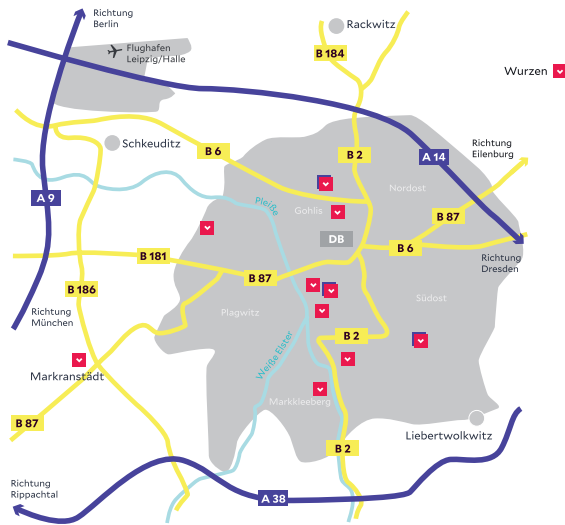 Richtung
Berlin
Rackwitz
Flughafen
Leipzig/Halle
B 184
Wurzen
Schkeuditz
B 6
B 2
A 14
Richtung
Eilenburg
A 9
Pleiße
Gohlis
Nordost
B 87
DB
B 6
B 181
Richtung
Dresden
B 87
B 186
Richtung
München
Plagwitz
Südost
B 2
Weiße Elster
Markranstädt
Markkleeberg
B 87
Liebertwolkwitz
B 2
Richtung
Rippachtal
A 38